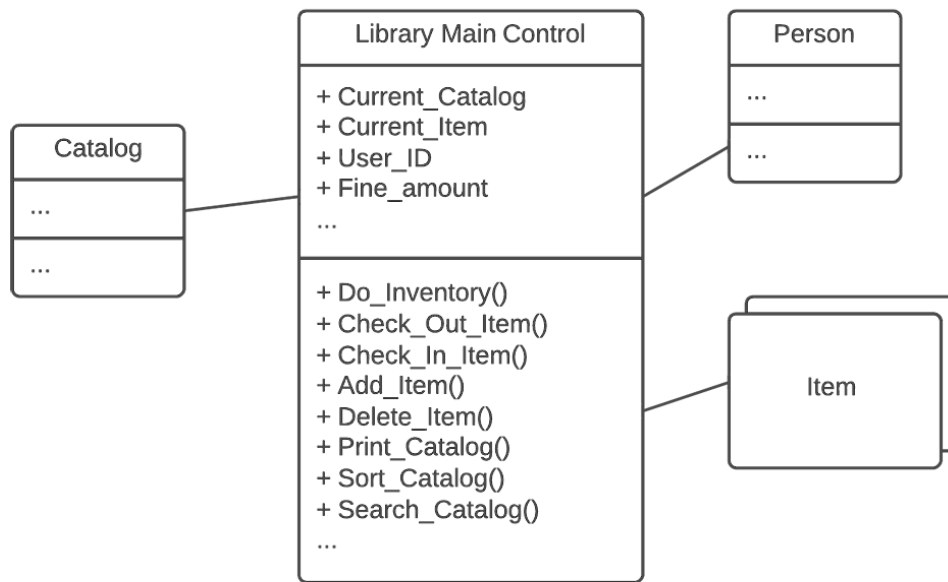 Catalog
...
...
Library Main Control
+ Current_Catalog
+ Current_Item
+ User_ID
+ Fine_amount
...
+ Do_Inventory()
+ Check_Out_Item()
+ Check_In_Item()
+ Add_Item()
+ Delete_Item()
+ Print_Catalog()
+ Sort_Catalog()
+ Search_Catalog()
...
Person
...
...
Item